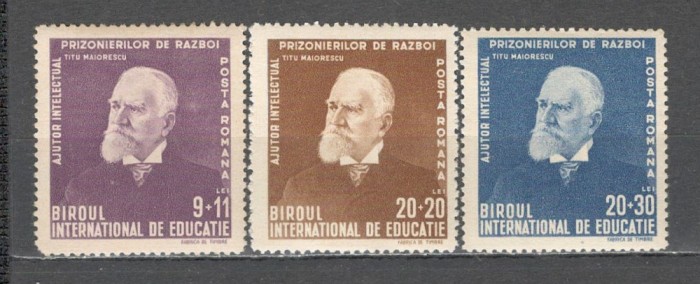 PRIZONIERILOR DE RAZBOI
TITU MAIORESCU
AJUTOR INTELECTUAL
POSTA ROMANA
LEI
9+11
BIROUL
INTERNATIONAL DE EDUCATIE
FABRICA DE TIMBRE
PRIZONIERILOR DE RAZBOI
TITU MAIORESCU
AJUTOR INTELECTUAL
POSTA ROMANA
LEI
20+20
BIROUL
INTERNATIONAL DE EDUCATIE
FABRICA DE TIMBRE
PRIZONIERILOR DE RAZBOI
TITU MAIORESCU
AJUTOR INTELECTUAL
POSTA ROMANA
LEI
20+30
BIROUL
INTERNATIONAL DE EDUCATIE
FABRICA DE TIMBRE